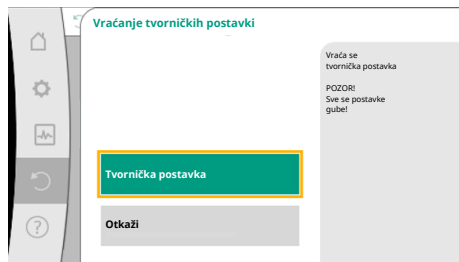 Vraćanje tvorničkih postavki
Vraća se
tvornička postavka
POZOR!
Sve se postavke
gube!
Tvornička postavka
Otkaži